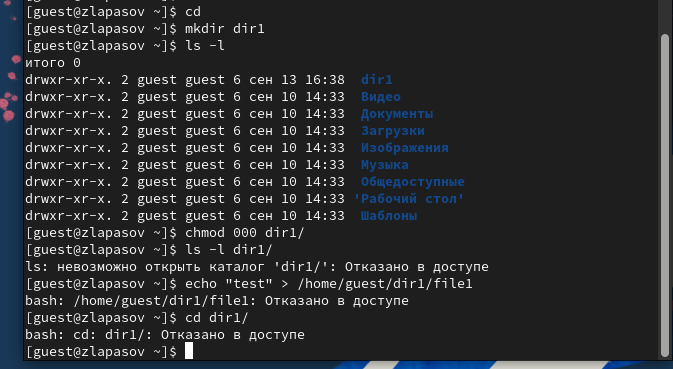 [guest@zlapasov ~]$ cd
[guest@zlapasov ~]$ mkdir dir1
[guest@zlapasov ~]$ ls -l
итого 0
drwxr-xr-x. 2 guest guest 6 сен 13 16:38  dir1
drwxr-xr-x. 2 guest guest 6 сен 10 14:33  Видео
drwxr-xr-x. 2 guest guest 6 сен 10 14:33  Документы
drwxr-xr-x. 2 guest guest 6 сен 10 14:33  Загрузки
drwxr-xr-x. 2 guest guest 6 сен 10 14:33  Изображения
drwxr-xr-x. 2 guest guest 6 сен 10 14:33  Музыка
drwxr-xr-x. 2 guest guest 6 сен 10 14:33  Общедоступные
drwxr-xr-x. 2 guest guest 6 сен 10 14:33 'Рабочий стол'
drwxr-xr-x. 2 guest guest 6 сен 10 14:33  Шаблоны
[guest@zlapasov ~]$ chmod 000 dir1/
[guest@zlapasov ~]$ ls -l dir1/
ls: невозможно открыть каталог 'dir1/': Отказано в доступе
[guest@zlapasov ~]$ echo "test" > /home/guest/dir1/file1
bash: /home/guest/dir1/file1: Отказано в доступе
[guest@zlapasov ~]$ cd dir1/
bash: cd: dir1/: Отказано в доступе
[guest@zlapasov ~]$